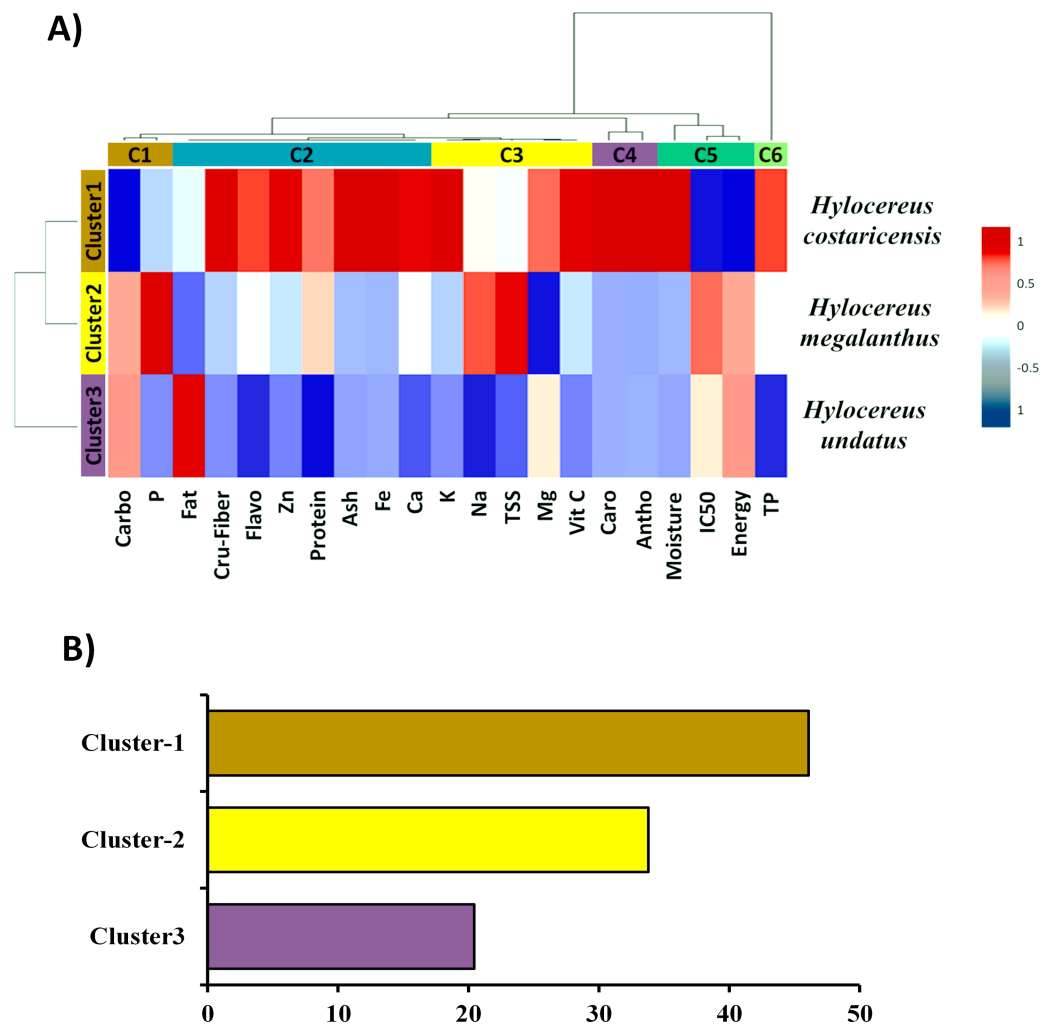 A)
C1 C2 C3 C4 C5 C6
Cluster1
Hylocereus
costaricensis
Cluster2
Hylocereus
megalanthus
Cluster3
Hylocereus
undatus
1
0.5
0
-0.5
1
Carbo P Fat Cru-Fiber Flavo Zn Protein Ash Fe Ca K Na TSS Mg Vit C Caro Antho Moisture IC50 Energy TP
B)
Cluster-1
Cluster-2
Cluster3
0 10 20 30 40 50